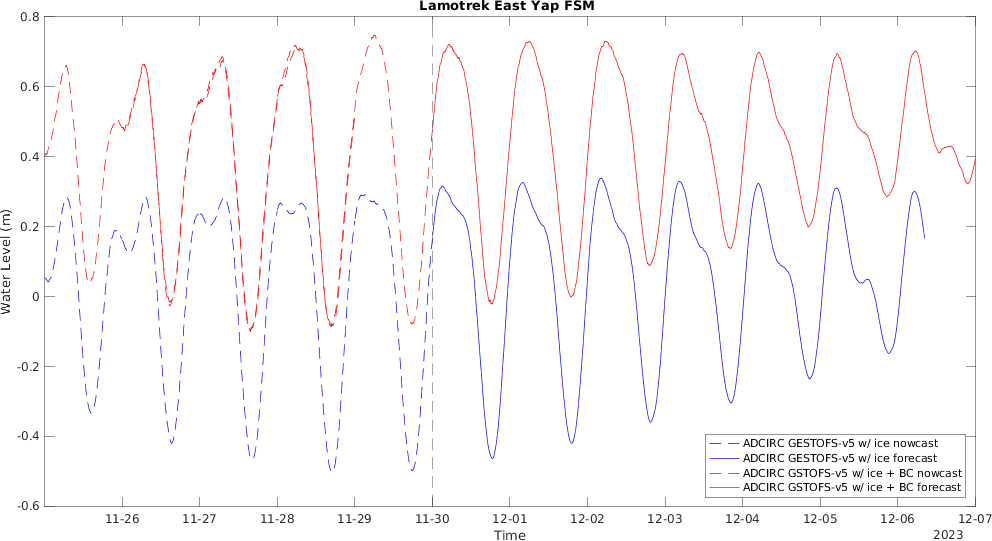 Lamotrek East Yap FSM
0.8
0.6
0.4
0.2
0
-0.2
-0.4
-0.6
Water Level (m)
ADCIRC GESTOFS-v5 w/ ice nowcast
ADCIRC GESTOFS-v5 w/ ice forecast
ADCIRC GSTOFS-v5 w/ ice + BC nowcast
ADCIRC GSTOFS-v5 w/ ice + BC forecast
11-26 11-27 11-28 11-29 11-30 12-01 12-02 12-03 12-04 12-05 12-06 12-07
Time
2023